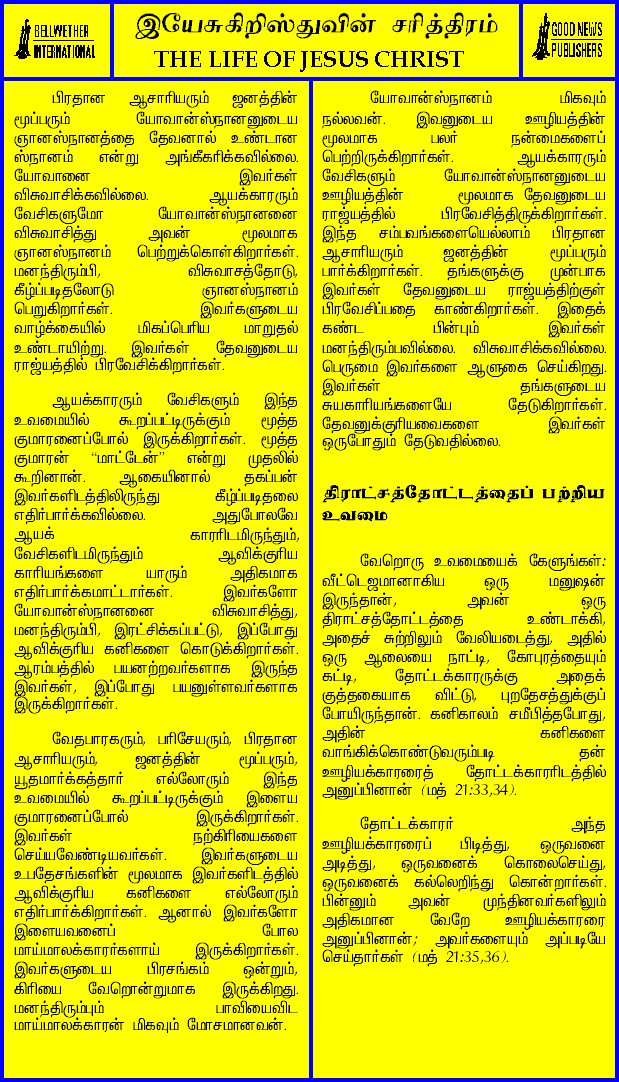 BELLWETHER
INTERNATIONAL
இயேசுகிறிஸ்துவின் சரித்திரம்
THE LIFE OF JESUS CHRIST
GOOD NEWS
PUBLISHERS
பிரதான ஆசாரியரும் ஜனத்தின்
மூப்பரும் யோவான்ஸ்நானனுடைய
ஞானஸ்நானத்தை தேவனால் உண்டான
ஸ்நானம் என்று அங்கீகரிக்கவில்லை.
யோவானை இவர்கள்
விசுவாசிக்கவில்லை. ஆயக்காரரும்
வேசிகளுமோ யோவான்ஸ்நானனை
விசுவாசித்து அவன் மூலமாக
ஞானஸ்நானம் பெற்றுக்கொள்கிறார்கள்.
மனந்திரும்பி, விசுவாசத்தோடு,
கீழ்ப்படிதலோடு ஞானஸ்நானம்
பெறுகிறார்கள். இவர்களுடைய
வாழ்க்கையில் மிகப்பெரிய மாறுதல்
உண்டாயிற்று. இவர்கள் தேவனுடைய
ராஜ்யத்தில் பிரவேசிக்கிறார்கள்.
ஆயக்காரரும் வேசிகளும் இந்த
உவமையில் கூறப்பட்டிருக்கும் மூத்த
குமாரனைப்போல் இருக்கிறார்கள். மூத்த
குமாரன் “மாட்டேன்” என்று முதலில்
கூறினான். ஆகையினால் தகப்பன்
இவர்களிடத்திலிருந்து கீழ்ப்படிதலை
எதிர்பார்க்கவில்லை. அதுபோலவே
ஆயக் காரரிடமிருந்தும்,
வேசிகளிடமிருந்தும் ஆவிக்குரிய
காரியங்களை யாரும் அதிகமாக
எதிர்பார்க்கமாட்டார்கள். இவர்களோ
யோவான்ஸ்நானனை விசுவாசித்து,
மனந்திரும்பி, இரட்சிக்கப்பட்டு, இப்போது
ஆவிக்குரிய கனிகளை கொடுக்கிறார்கள்.
ஆரம்பத்தில் பயனற்றவர்களாக இருந்த
இவர்கள், இப்போது பயனுள்ளவர்களாக
இருக்கிறார்கள்.
வேதபாரகரும், பரிசேயரும், பிரதான
ஆசாரியரும், ஜனத்தின் மூப்பரும்,
யூதமார்க்கத்தார் எல்லோரும் இந்த
உவமையில் கூறப்பட்டிருக்கும் இளைய
குமாரனைப்போல் இருக்கிறார்கள்.
இவர்கள் நற்கிரியைகளை
செய்யவேண்டியவர்கள். இவர்களுடைய
உபதேசங்களின் மூலமாக இவர்களிடத்தில்
ஆவிக்குரிய கனிகளை எல்லோரும்
எதிர்பார்க்கிறார்கள். ஆனால் இவர்களோ
இளையவனைப் போல
மாய்மாலக்காரர்களாய் இருக்கிறார்கள்.
இவர்களுடைய பிரசங்கம் ஒன்றும்,
கிரியை வேறொன்றுமாக இருக்கிறது.
மனந்திரும்பும் பாவியைவிட
மாய்மாலக்காரன் மிகவும் மோசமானவன்.
யோவான்ஸ்நானம் மிகவும்
நல்லவன். இவனுடைய ஊழியத்தின்
மூலமாக பலர் நன்மைகளைப்
பெற்றிருக்கிறார்கள். ஆயக்காரரும்
வேசிகளும் யோவான்ஸ்நானனுடைய
ஊழியத்தின் மூலமாக தேவனுடைய
ராஜ்யத்தில் பிரவேசித்திருக்கிறார்கள்.
இந்த சம்பவங்களையெல்லாம் பிரதான
ஆசாரியரும் ஜனத்தின் மூப்பரும்
பார்க்கிறார்கள். தங்களுக்கு முன்பாக
இவர்கள் தேவனுடைய ராஜ்யத்திற்குள்
பிரவேசிப்பதை காண்கிறார்கள். இதைக்
கண்ட பின்பும் இவர்கள்
மனந்திரும்பவில்லை. விசுவாசிக்கவில்லை.
பெருமை இவர்களை ஆளுகை செய்கிறது.
இவர்கள் தங்களுடைய
சுயகாரியங்களையே தேடுகிறார்கள்.
தேவனுக்குரியவைகளை இவர்கள்
ஒருபோதும் தேடுவதில்லை.
திராட்சத்தோட்டத்தைப் பற்றிய
உவமை
வேறொரு உவமையைக் கேளுங்கள்:
வீட்டெஜமானாகிய ஒரு மனுஷன்
இருந்தான், அவன் ஒரு
திராட்சத்தோட்டத்தை உண்டாக்கி,
அதைச் சுற்றிலும் வேலியடைத்து, அதில்
ஒரு ஆலையை நாட்டி, கோபுரத்தையும்
கட்டி, தோட்டக்காரருக்கு அதைக்
குத்தகையாக விட்டு, புறதேசத்துக்குப்
போயிருந்தான். கனிகாலம் சமீபித்தபோது,
அதின் கனிகளை
வாங்கிக்கொண்டுவரும்படி தன்
ஊழியக்காரரைத் தோட்டக்காரரிடத்தில்
அனுப்பினான் (மத் 21:33,34).
தோட்டக்காரர் அந்த
ஊழியக்காரரைப் பிடித்து, ஒருவனை
அடித்து, ஒருவனைக் கொலைசெய்து,
ஒருவனைக் கல்லெறிந்து கொன்றார்கள்.
பின்னும் அவன் முந்தினவர்களிலும்
அதிகமான வேறே ஊழியக்காரரை
அனுப்பினான்; அவர்களையும் அப்படியே
செய்தார்கள் (மத் 21:35,36).